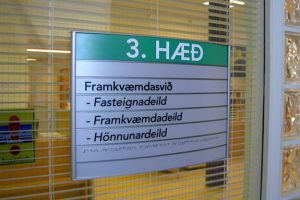 3. HÆÐ
Framkvæmdasvið
- Fasteignadeild
- Framkvæmdadeild
- Hönnunardeild